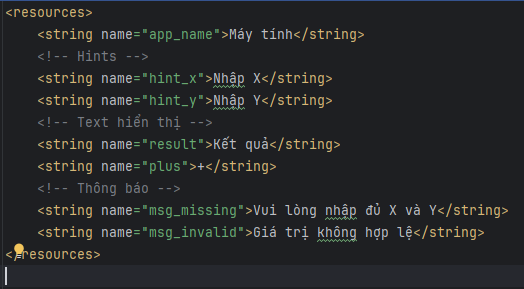 <resources>
    <string name="app_name">Máy tính</string>
    <!-- Hints -->
    <string name="hint_x">Nhập X</string>
    <string name="hint_y">Nhập Y</string>
    <!-- Text hiển thị -->
    <string name="result">Kết quả</string>
    <string name="plus">+</string>
    <!-- Thông báo -->
    <string name="msg_missing">Vui lòng nhập đủ X và Y</string>
    <string name="msg_invalid">Giá trị không hợp lệ</string>
</resources>